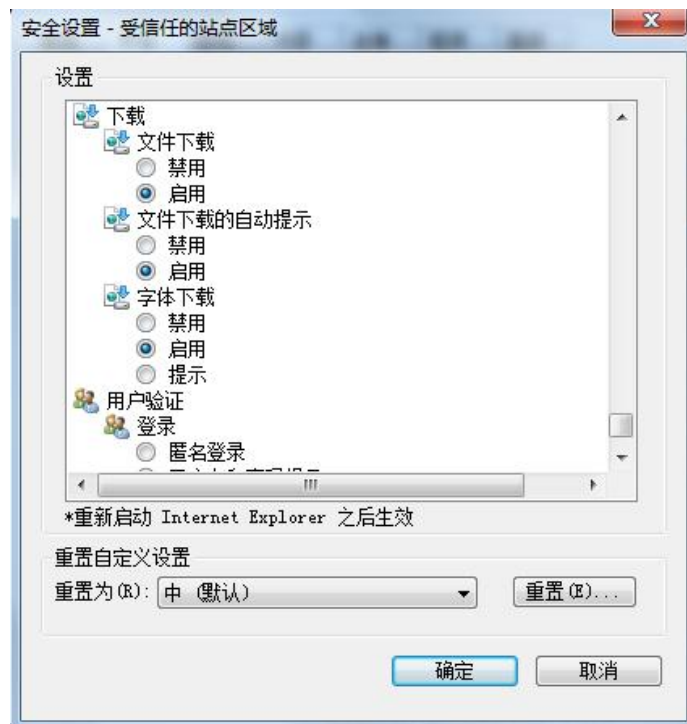 安全设置 - 受信任的站点区域
设置
下载
文件下载
禁用
启用
文件下载的自动提示
禁用
启用
字体下载
禁用
启用
提示
用户验证
登录
匿名登录
*重新启动 Internet Explorer 之后生效
重置自定义设置
重置为(R): 中 (默认) 重置(E)...
确定 取消